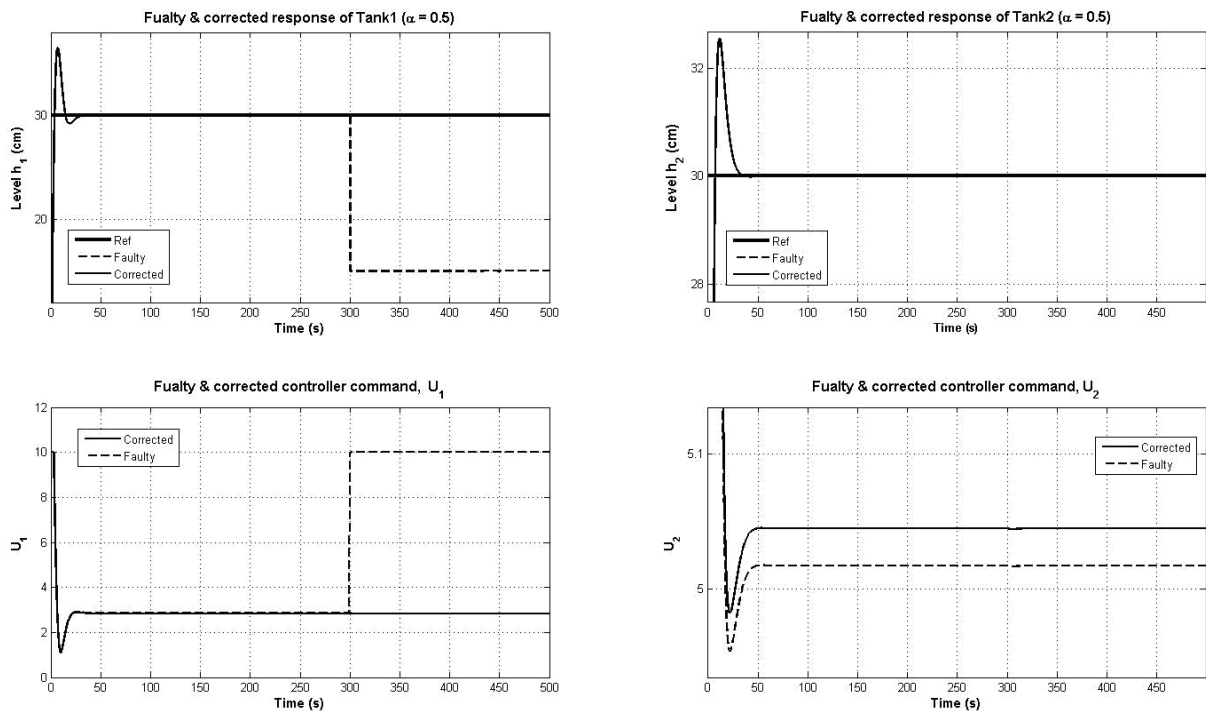 Fualty & corrected response of Tank1 (α = 0.5)
Level h1 (cm)
30
20
Ref
Faulty
Corrected
0 50 100 150 200 250 300 350 400 450 500
Time (s)
Fualty & corrected response of Tank2 (α = 0.5)
Level h2 (cm)
32
30
28
Ref
Faulty
Corrected
0 50 100 150 200 250 300 350 400 450
Time (s)
Fualty & corrected controller command, U1
U1
12
10
8
6
4
2
0
Corrected
Faulty
0 50 100 150 200 250 300 350 400 450 500
Time (s)
Fualty & corrected controller command, U2
U2
5.1
5
Corrected
Faulty
0 50 100 150 200 250 300 350 400 450
Time (s)